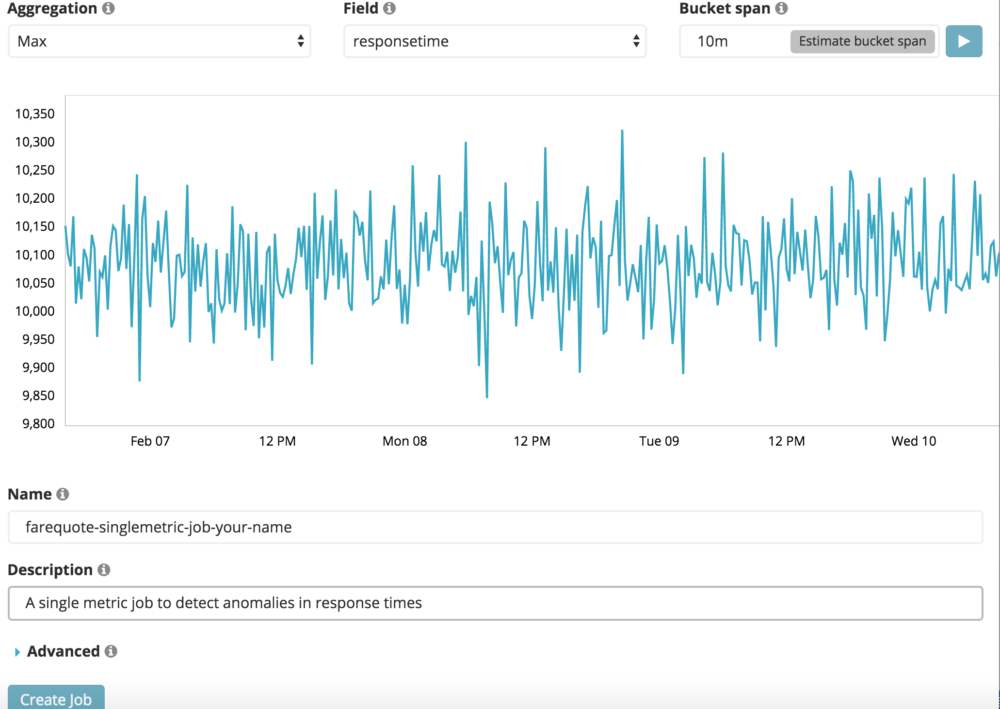 Aggregation Field Bucket span
Max responsetime 10m Estimate bucket span
10,350
10,300
10,250
10,200
10,150
10,100
10,050
10,000
9,950
9,900
9,850
9,800
Feb 07 12 PM Mon 08 12 PM Tue 09 12 PM Wed 10
Name
farequote-singlemetric-job-your-name
Description
A single metric job to detect anomalies in response times
Advanced
Create Job